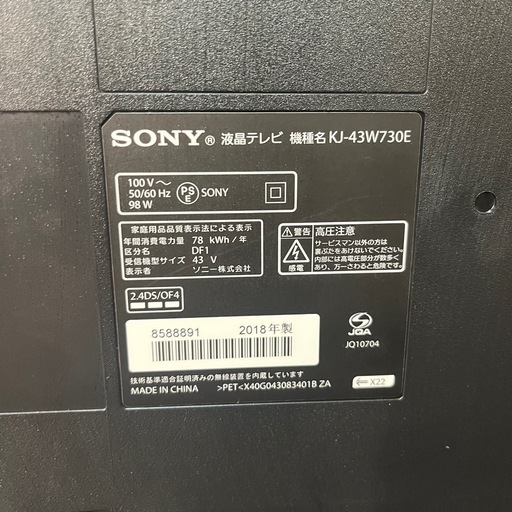 SONY® 液晶テレビ 機種名 KJ-43W730E
100 V～
50/60 Hz
98 W
PS
E
SONY
家庭用品品質表示法による表示
年間消費電力量 78 kWh/年
区分名 DF1
受信機型サイズ 43 V
表示者 ソニー株式会社
警告 高圧注意
サービスマン以外の方は
裏ぶたをあけないでください。
内部には高電圧部分が数多く
あり、万一さわると危険です。
感電
2.4DS/OF4
8588891 2018年製
JQA
JQ10704
技術基準適合証明済みの無線装置を内蔵しています
MADE IN CHINA >PET< X40G043083401B ZA
X22